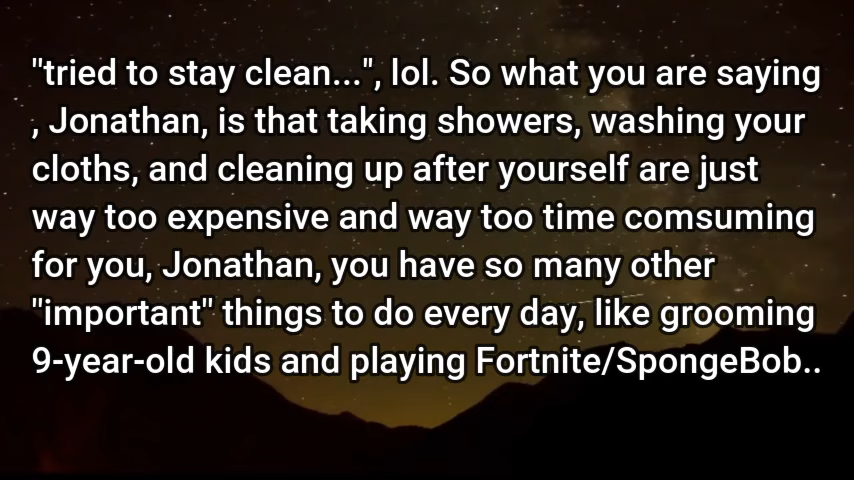 "tried to stay clean...", lol. So what you are saying
, Jonathan, is that taking showers, washing your
cloths, and cleaning up after yourself are just
way too expensive and way too time comsuming
for you, Jonathan, you have so many other
"important" things to do every day, like grooming
9-year-old kids and playing Fortnite/SpongeBob..